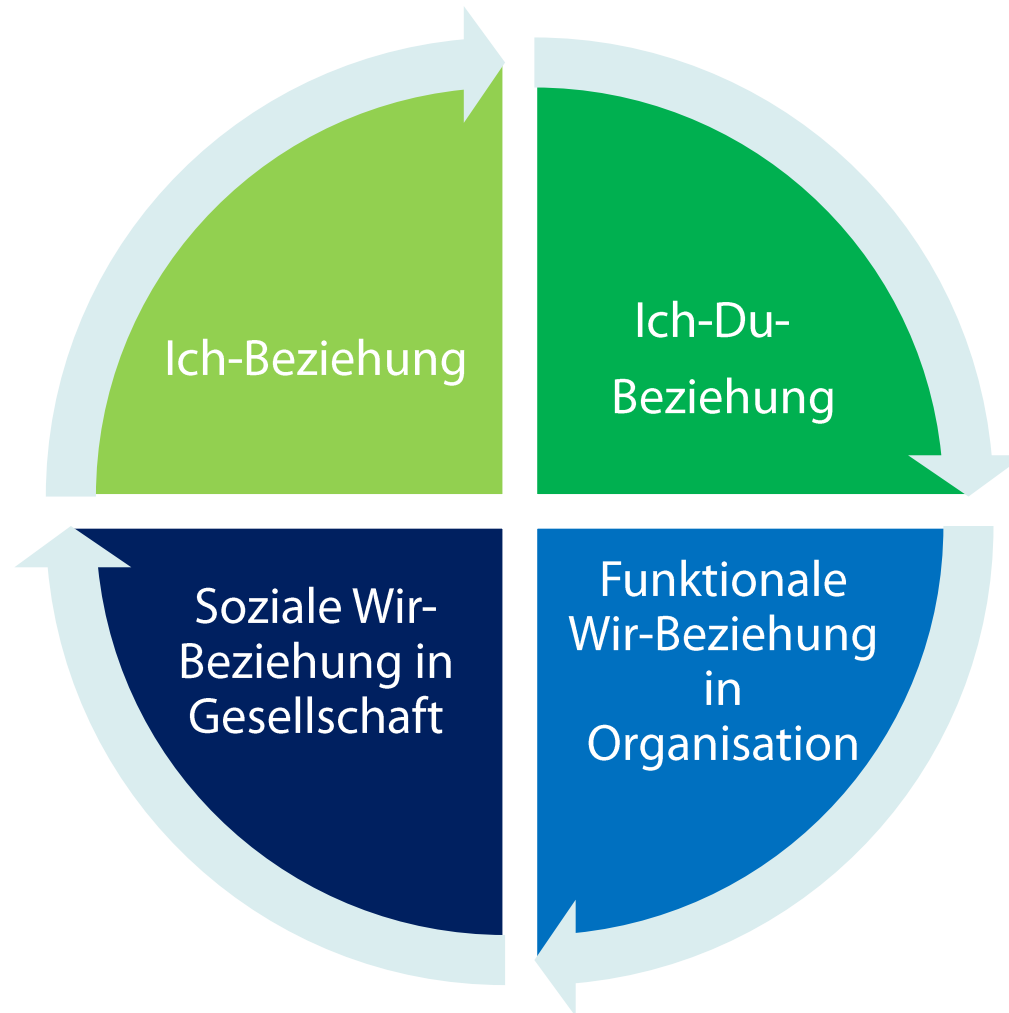 Ich-Beziehung
Ich-Du-
Beziehung
Soziale Wir-
Beziehung in
Gesellschaft
Funktionale
Wir-Beziehung
in
Organisation